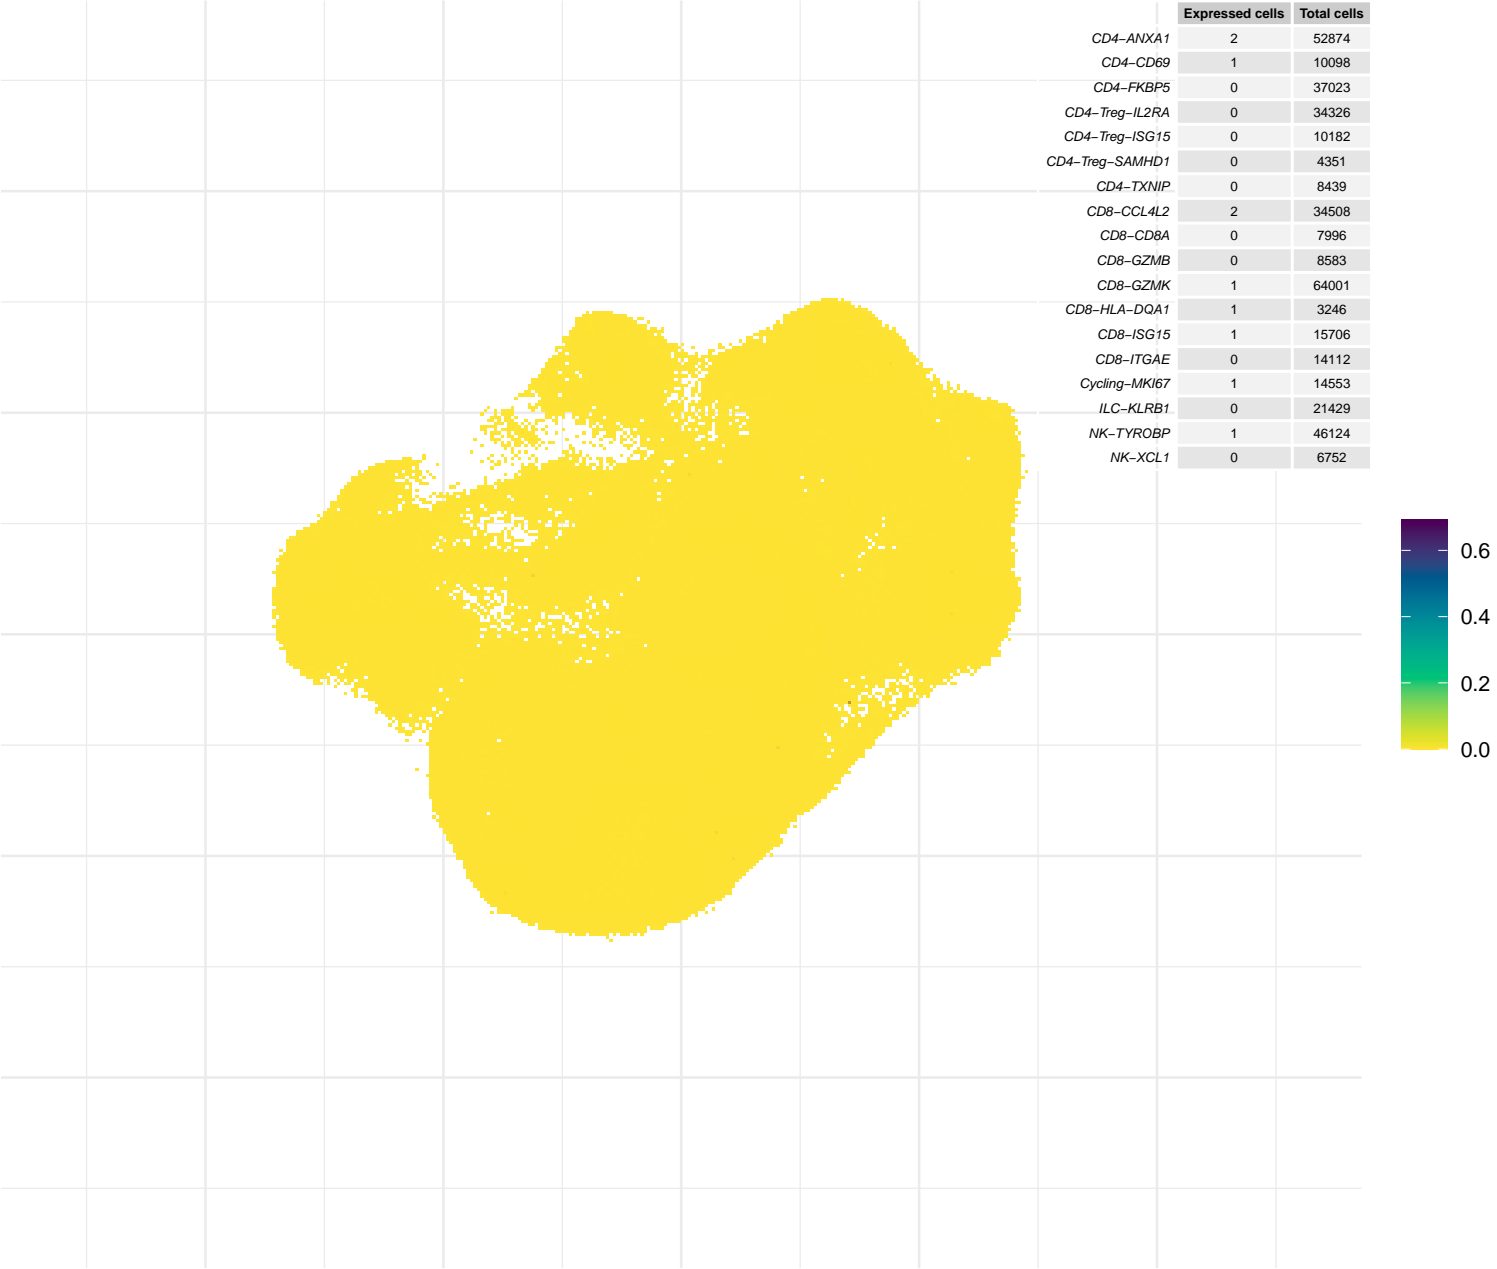 Expressed cells Total cells
CD4−ANXA1 2 52874
CD4−CD69 1 10098
CD4−FKBP5 0 37023
CD4−Treg−IL2RA 0 34326
CD4−Treg−ISG15 0 10182
CD4−Treg−SAMHD1 0 4351
CD4−TXNIP 0 8439
CD8−CCL4L2 2 34508
CD8−CD8A 0 7996
CD8−GZMB 0 8583
CD8−GZMK 1 64001
CD8−HLA−DQA1 1 3246
CD8−ISG15 1 15706
CD8−ITGAE 0 14112
Cycling−MKI67 1 14553
ILC−KLRB1 0 21429
NK−TYROBP 1 46124
NK−XCL1 0 6752
0.6
0.4
0.2
0.0